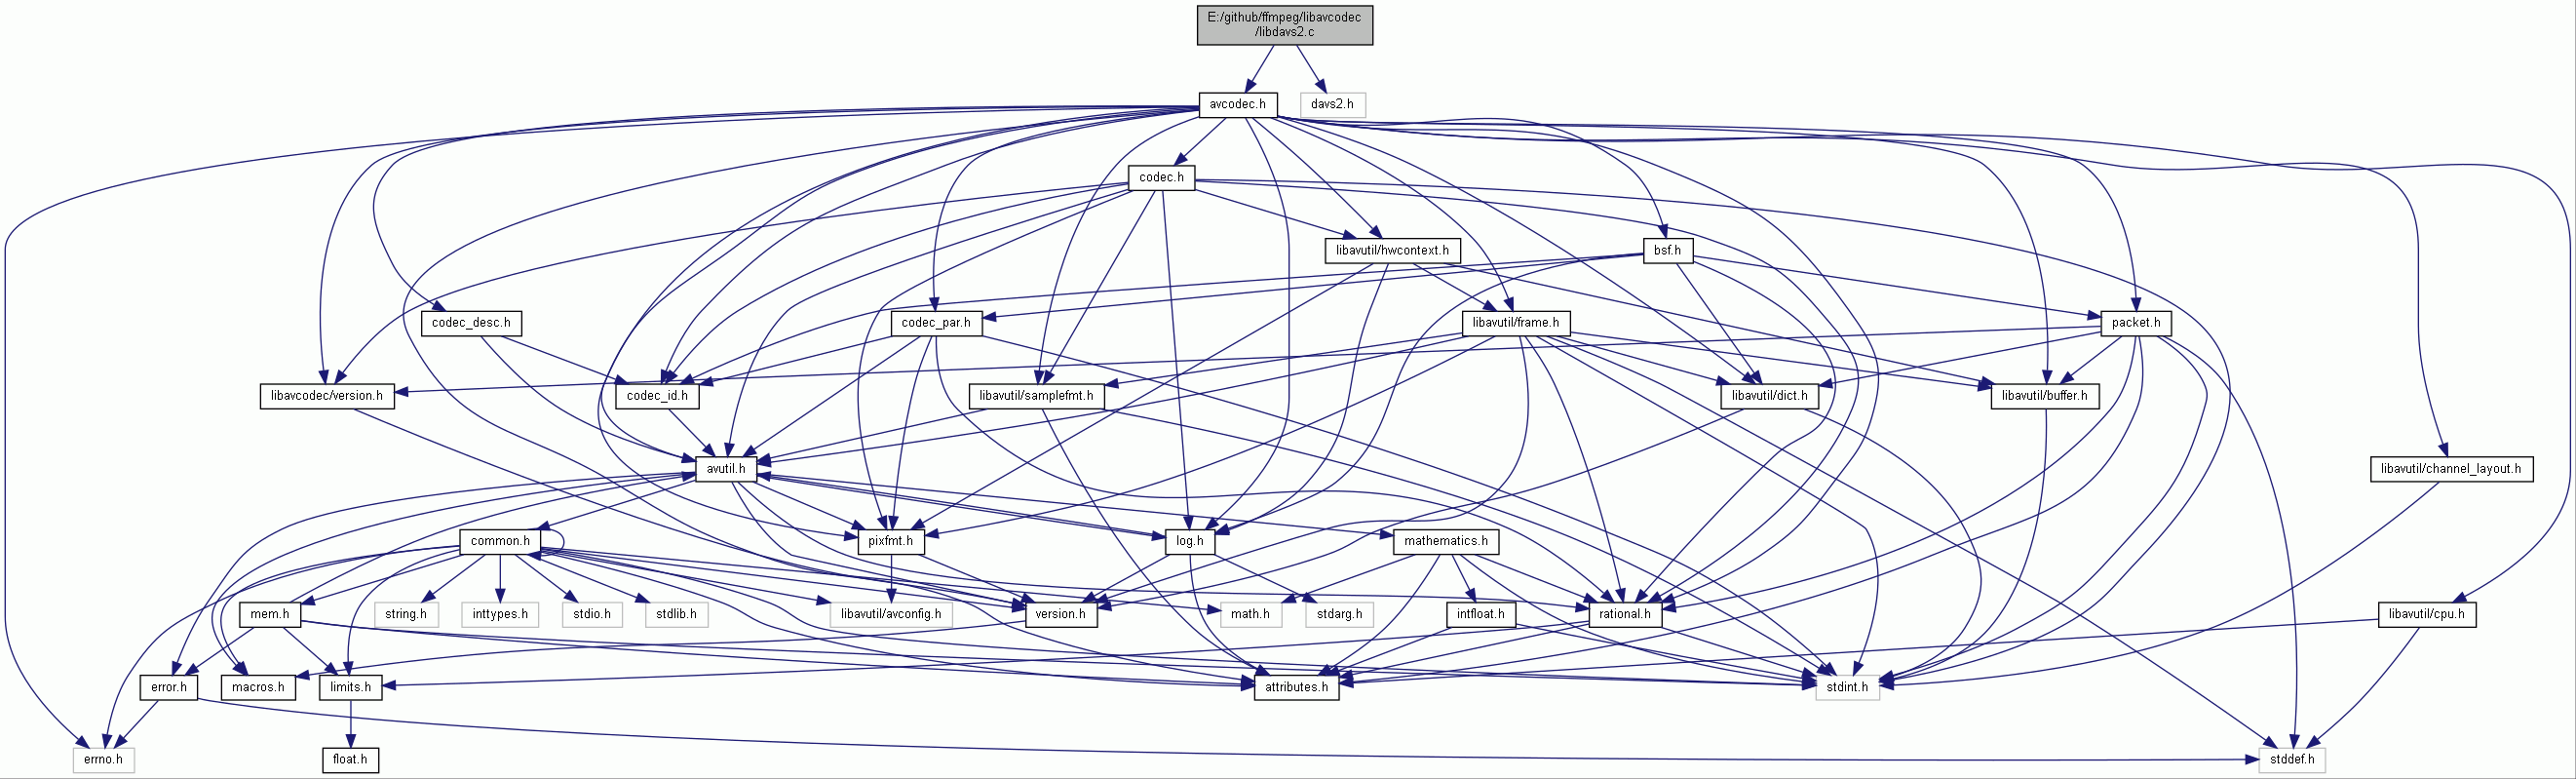 E:/github/ffmpeg/libavcodec
/libdavs2.c
avcodec.h
davs2.h
codec.h
libavutil/hwcontext.h
bsf.h
codec_desc.h
codec_par.h
libavutil/frame.h
packet.h
libavcodec/version.h
codec_id.h
libavutil/samplefmt.h
libavutil/dict.h
libavutil/buffer.h
avutil.h
libavutil/channel_layout.h
common.h
pixfmt.h
log.h
mathematics.h
mem.h
string.h
inttypes.h
stdio.h
stdlib.h
libavutil/avconfig.h
version.h
math.h
stdarg.h
intfloat.h
rational.h
libavutil/cpu.h
error.h
macros.h
limits.h
attributes.h
stdint.h
errno.h
float.h
stddef.h